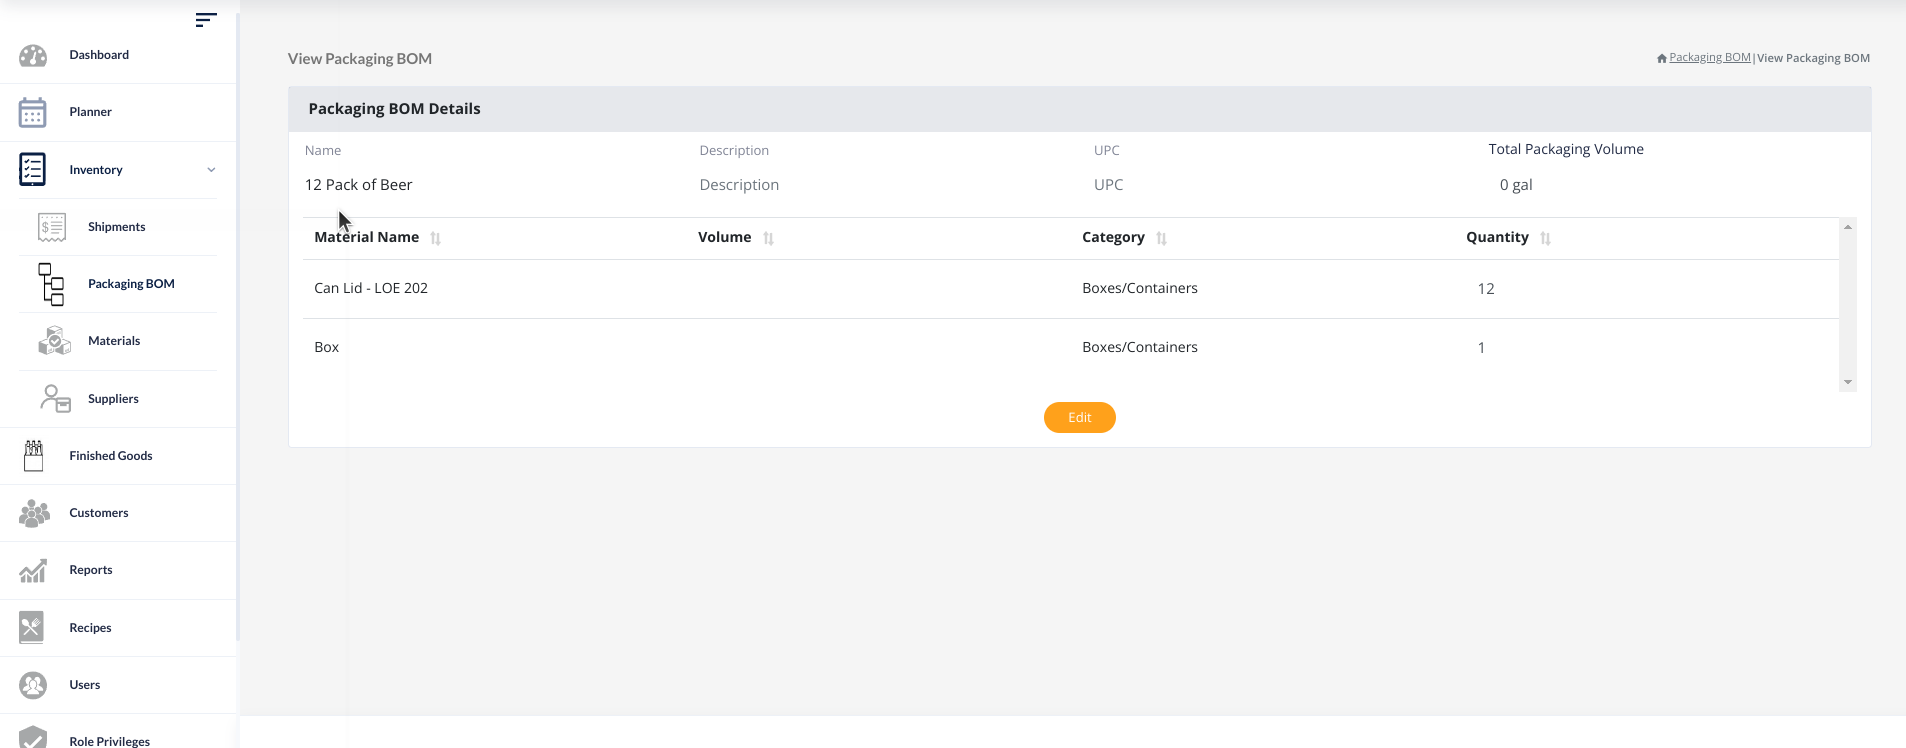 Dashboard
Planner
Inventory
Shipments
Packaging BOM
Materials
Suppliers
Finished Goods
Customers
Reports
Recipes
Users
Role Privileges
View Packaging BOM
Packaging BOM|View Packaging BOM
Packaging BOM Details
Name Description UPC Total Packaging Volume
12 Pack of Beer Description UPC 0 gal
Material Name Volume Category Quantity
Can Lid - LOE 202 Boxes/Containers 12
Box Boxes/Containers 1
Edit